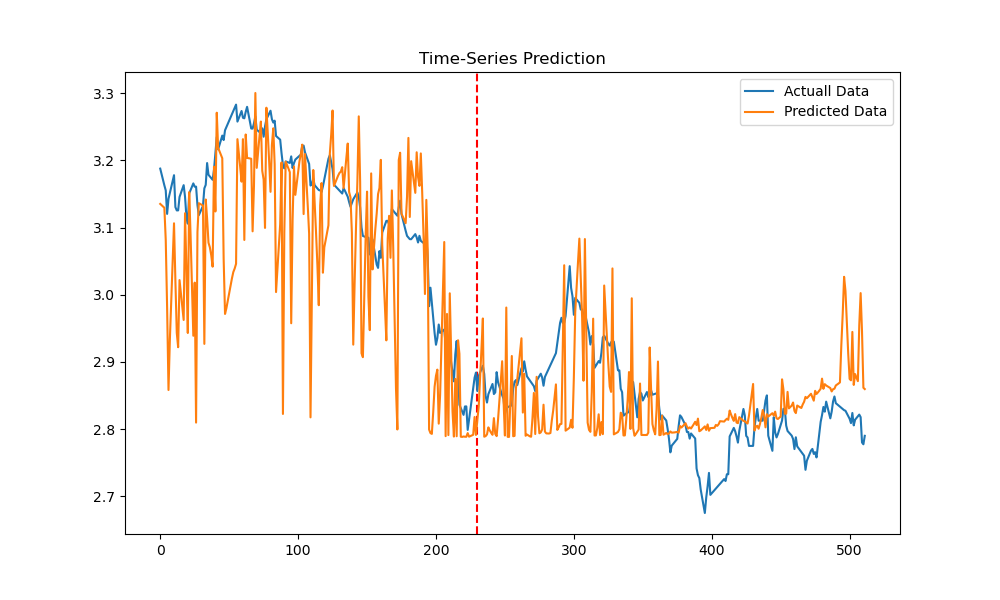 Time-Series Prediction
Actuall Data
Predicted Data
3.3
3.2
3.1
3.0
2.9
2.8
2.7
0 100 200 300 400 500